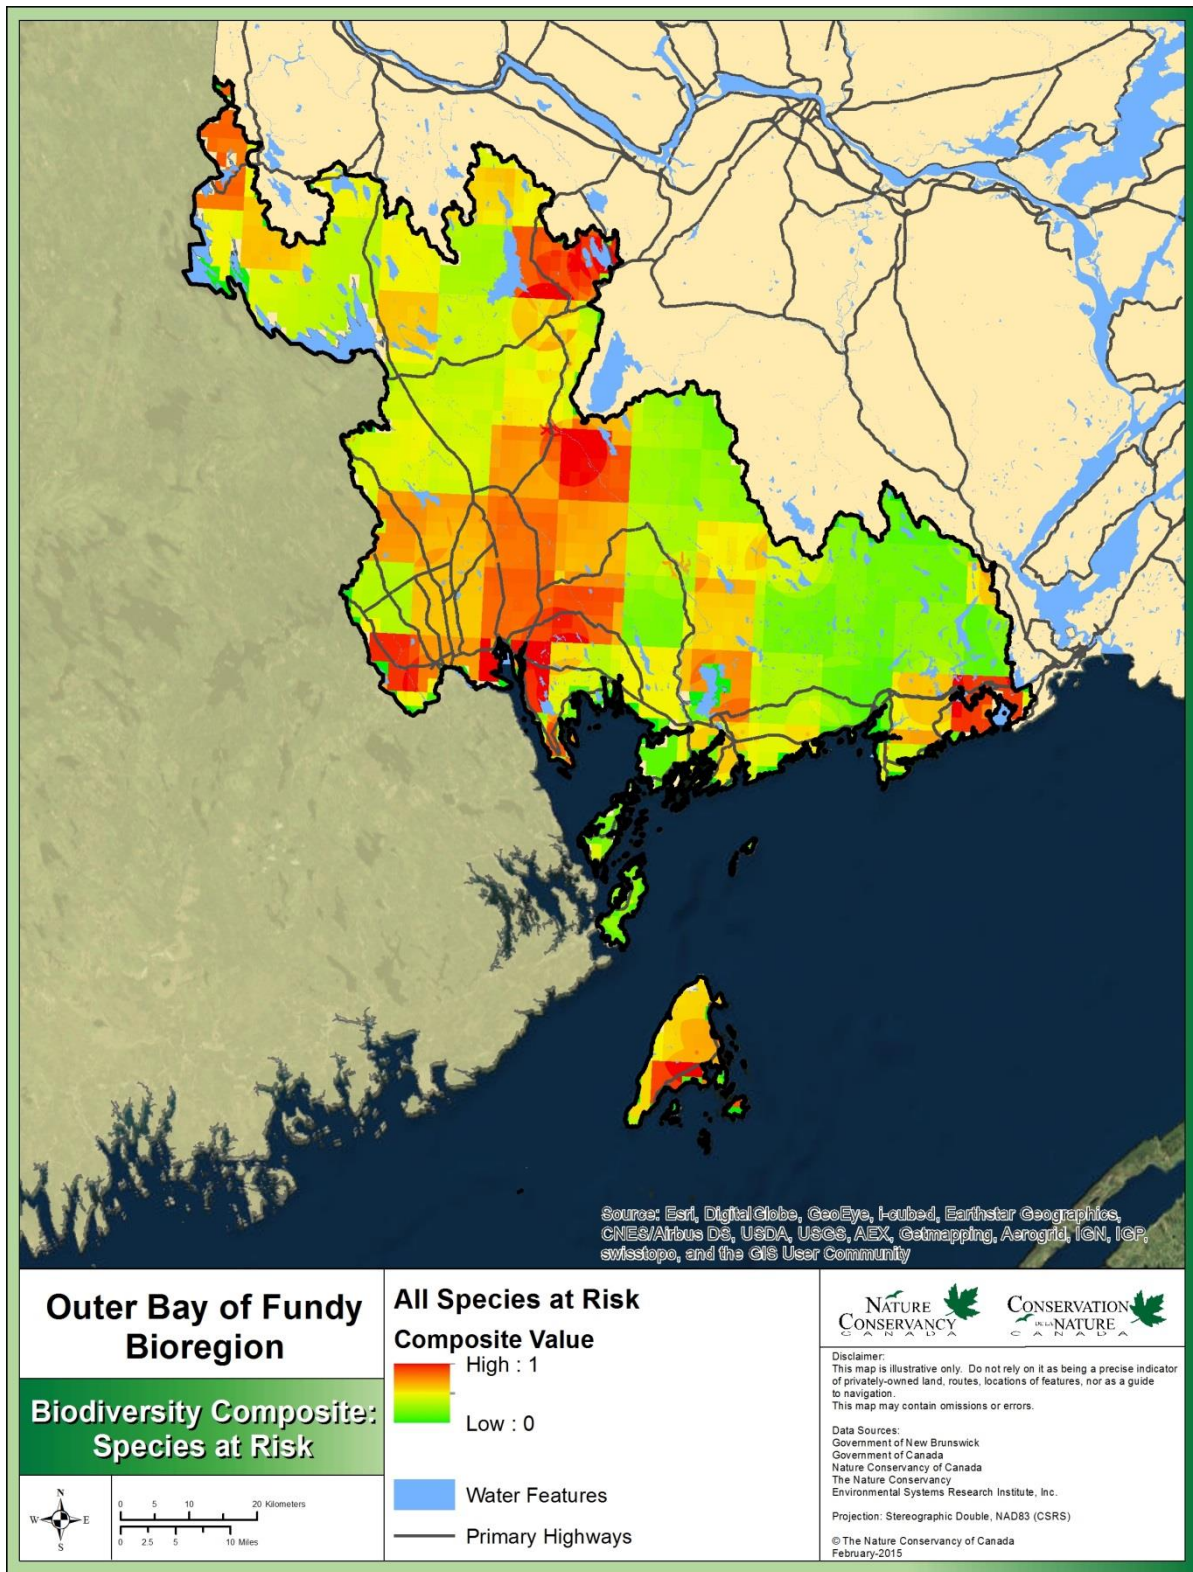 Source: Esri, DigitalGlobe, GeoEye, i-cubed, Earthstar Geographics,
CNES/Airbus DS, USDA, USGS, AEX, Getmapping, Aerogrid, IGN, IGP,
swisstopo, and the GIS User Community
Outer Bay of Fundy
Bioregion
Biodiversity Composite:
Species at Risk
N
W E
S
0 5 10 20 Kilometers
0 2.5 5 10 Miles
All Species at Risk
Composite Value
High : 1
Low : 0
Water Features
Primary Highways
NATURE
CONSERVANCY
CANADA
CONSERVATION
DE LA NATURE
CANADA
Disclaimer:
This map is illustrative only. Do not rely on it as being a precise indicator
of privately-owned land, routes, locations of features, nor as a guide
to navigation.
This map may contain omissions or errors.
Data Sources:
Government of New Brunswick
Government of Canada
Nature Conservancy of Canada
The Nature Conservancy
Environmental Systems Research Institute, Inc.
Projection: Stereographic Double, NAD83 (CSRS)
© The Nature Conservancy of Canada
February-2015